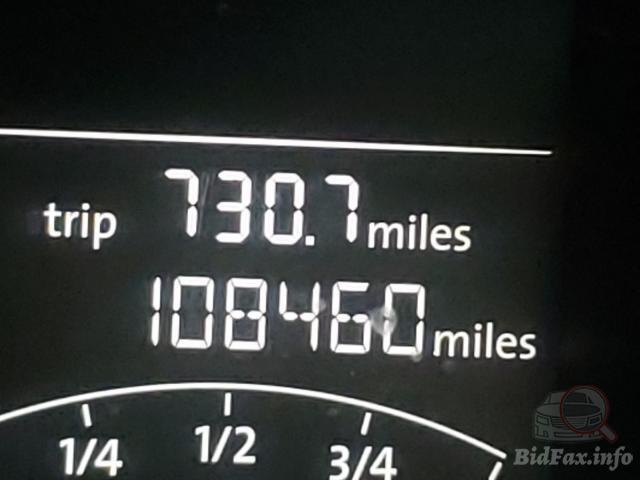 trip 730.7 miles
108460 miles
1/4 1/2 3/4
BidFax.info